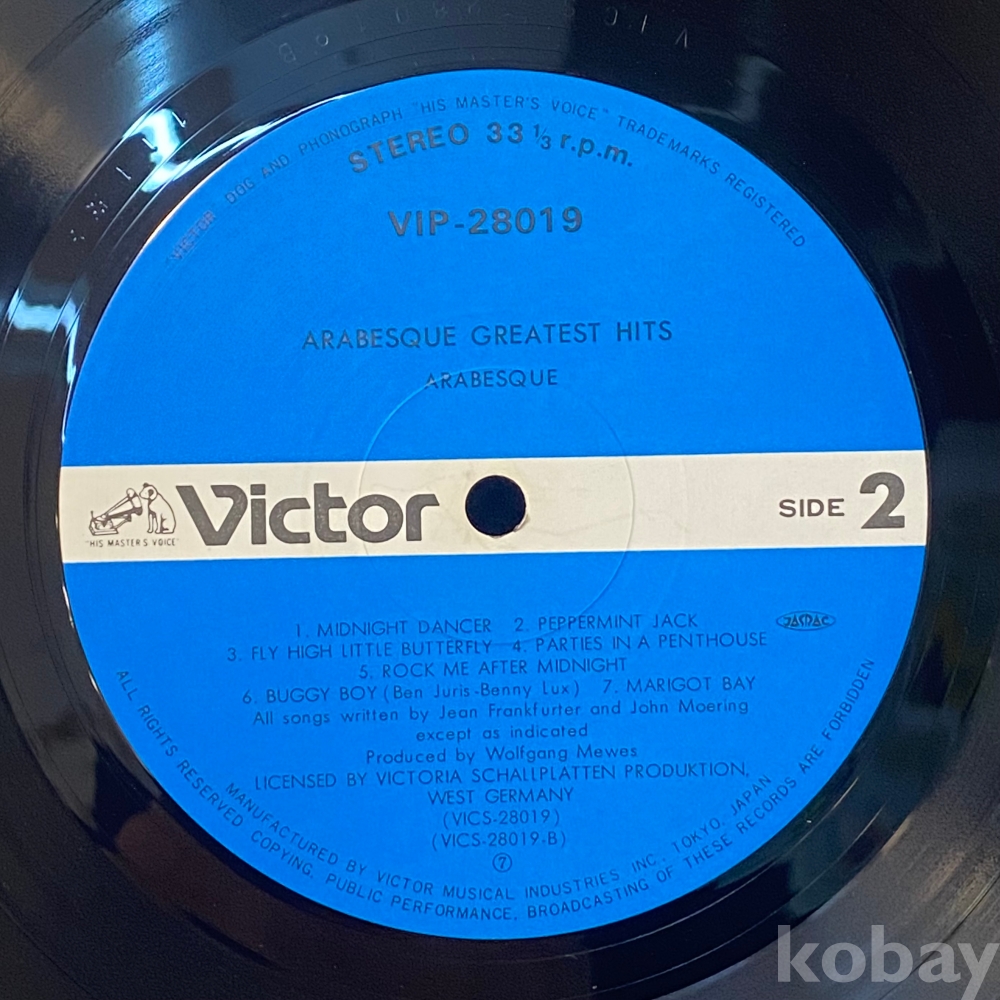 VICTOR DOG AND PHONOGRAPH "HIS MASTER'S VOICE" TRADEMARKS REGISTERED
STEREO 33 1/3 r.p.m.
VIP-28019
ARABESQUE GREATEST HITS
ARABESQUE
"HIS MASTER'S VOICE"
Victor
SIDE 2
1. MIDNIGHT DANCER 2. PEPPERMINT JACK
JASRAC
3. FLY HIGH LITTLE BUTTERFLY 4. PARTIES IN A PENTHOUSE
5. ROCK ME AFTER MIDNIGHT
6. BUGGY BOY (Ben Juris-Benny Lux) 7. MARIGOT BAY
All songs written by Jean Frankfurter and John Moering
except as indicated
Produced by Wolfgang Mewes
LICENSED BY VICTORIA SCHALLPLATTEN PRODUKTION,
WEST GERMANY
(VICS-28019)
(VICS-28019-B)
⑦
MANUFACTURED BY VICTOR MUSICAL INDUSTRIES INC., TOKYO, JAPAN
ALL RIGHTS RESERVED COPYING, PUBLIC PERFORMANCE, BROADCASTING OF THESE RECORDS ARE FORBIDDEN
kobay